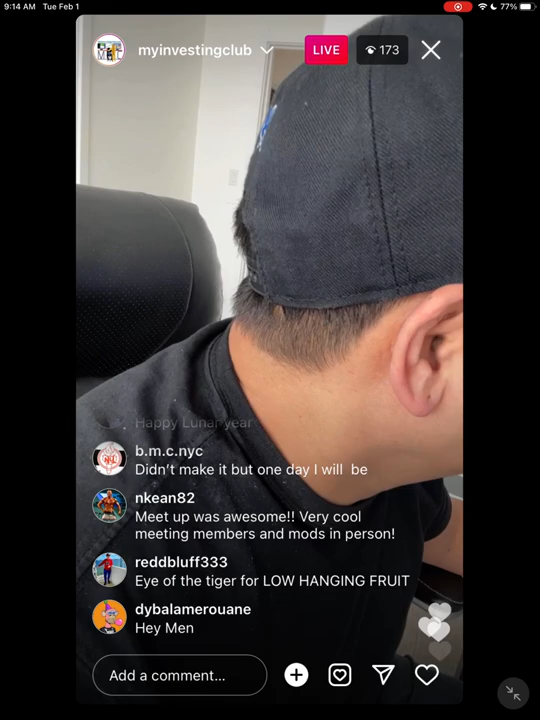 9:14 AM Tue Feb 1
77%
myinvestingclub
LIVE
173
Happy Lunar year
b.m.c.nyc
Didn't make it but one day I will be
nkean82
Meet up was awesome!! Very cool
meeting members and mods in person!
reddbluff333
Eye of the tiger for LOW HANGING FRUIT
dybalamerouane
Hey Men
Add a comment...